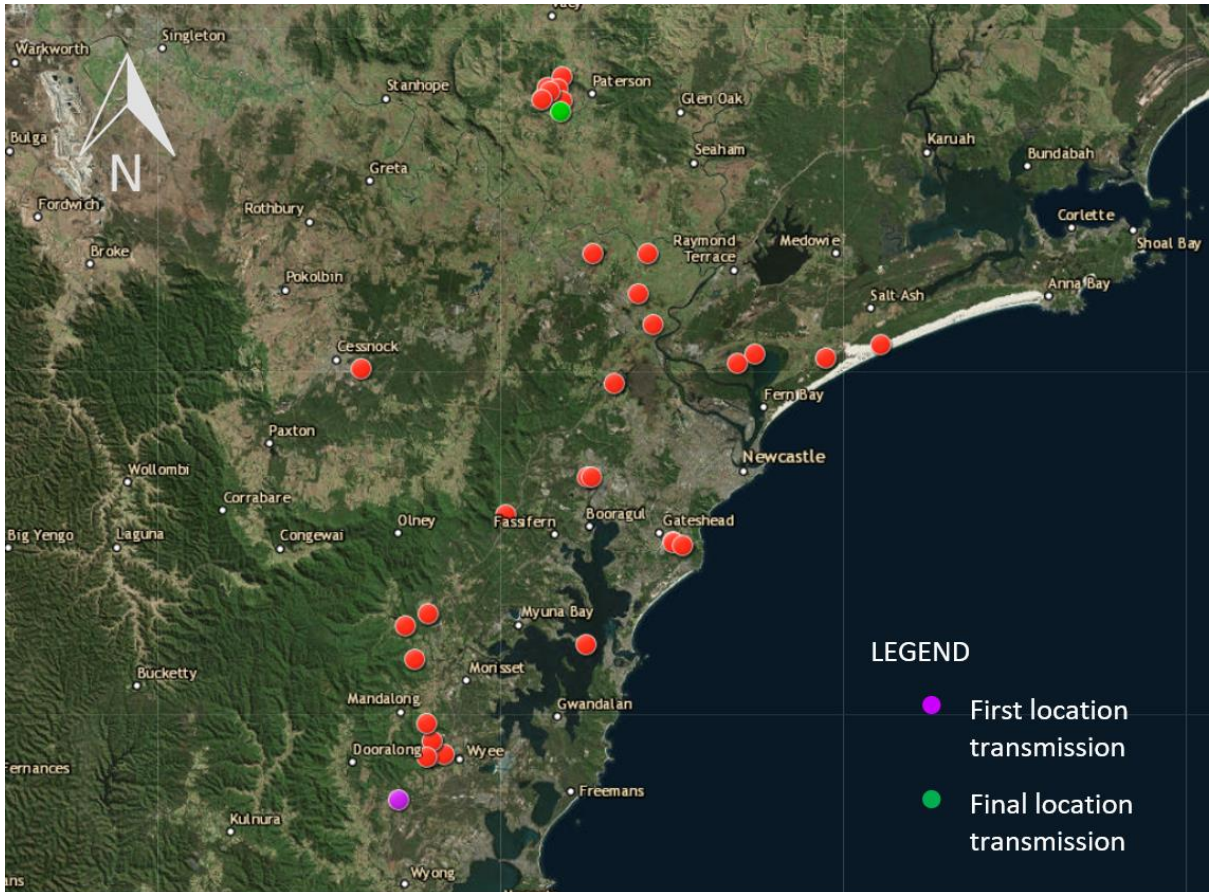 Vacy
Singleton
Warkworth
Stanhope
Paterson
Glen Oak
Bulga
Karuah
Bundabah
Seaham
N
Greta
Fordwich
Rothbury
Corlette
Broke
Raymond
Terrace
Medowie
Shoal Bay
Pokolbin
Anna Bay
Salt Ash
Cessnock
Fern Bay
Paxton
Newcastle
Wollombi
Corrabare
Big Yengo
Laguna
Congewai
Olney
Fassifern
Booragul
Gateshead
Myuna Bay
LEGEND
Bucketty
Morisset
Mandalong
Gwandalan
First location
transmission
Dooralong
Wyee
Fernances
Freemans
Final location
transmission
Kulnura
Wyong